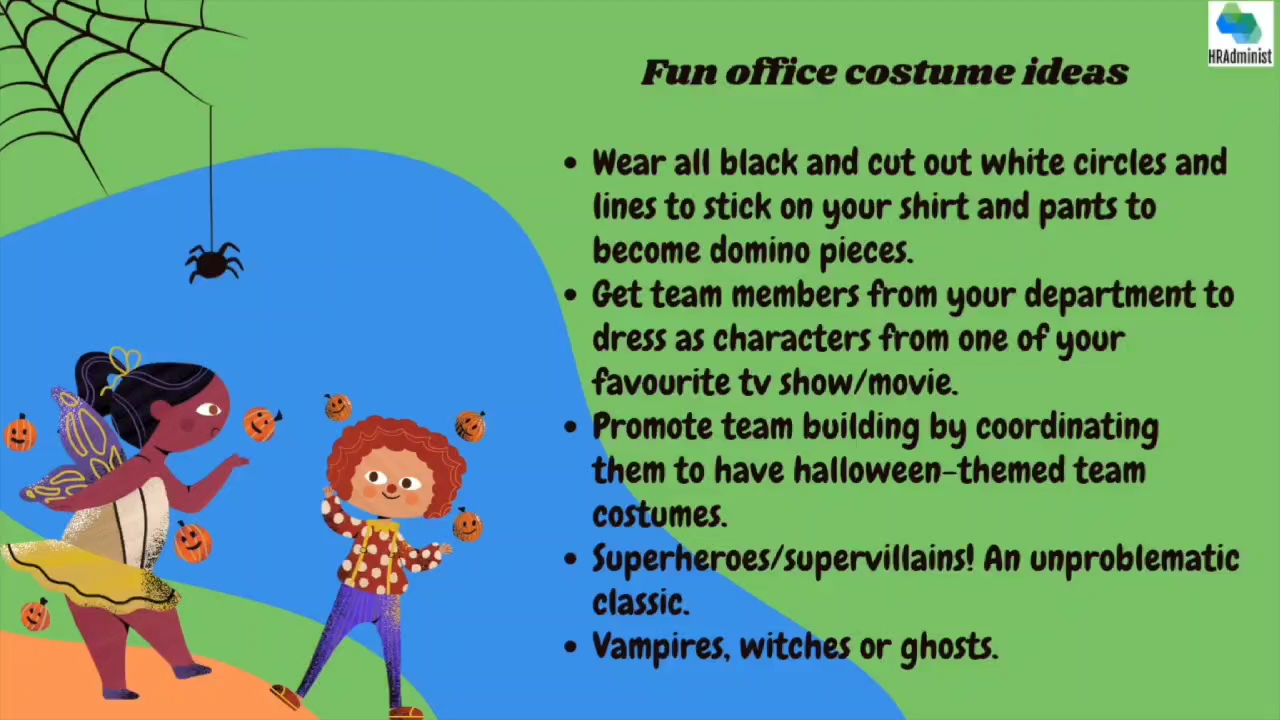 HRAdminist
Fun office costume ideas
• Wear all black and cut out white circles and
lines to stick on your shirt and pants to
become domino pieces.
• Get team members from your department to
dress as characters from one of your
favourite tv show/movie.
• Promote team building by coordinating
them to have halloween-themed team
costumes.
• Superheroes/supervillains! An unproblematic
classic.
• Vampires, witches or ghosts.